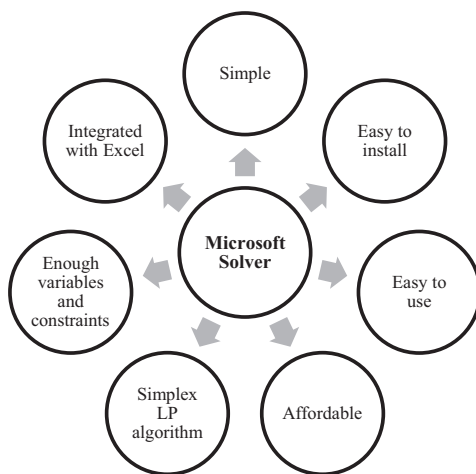 Simple
Easy to
install
Easy to
use
Affordable
Simplex
LP
algorithm
Enough
variables
and
constraints
Integrated
with Excel
Microsoft
Solver